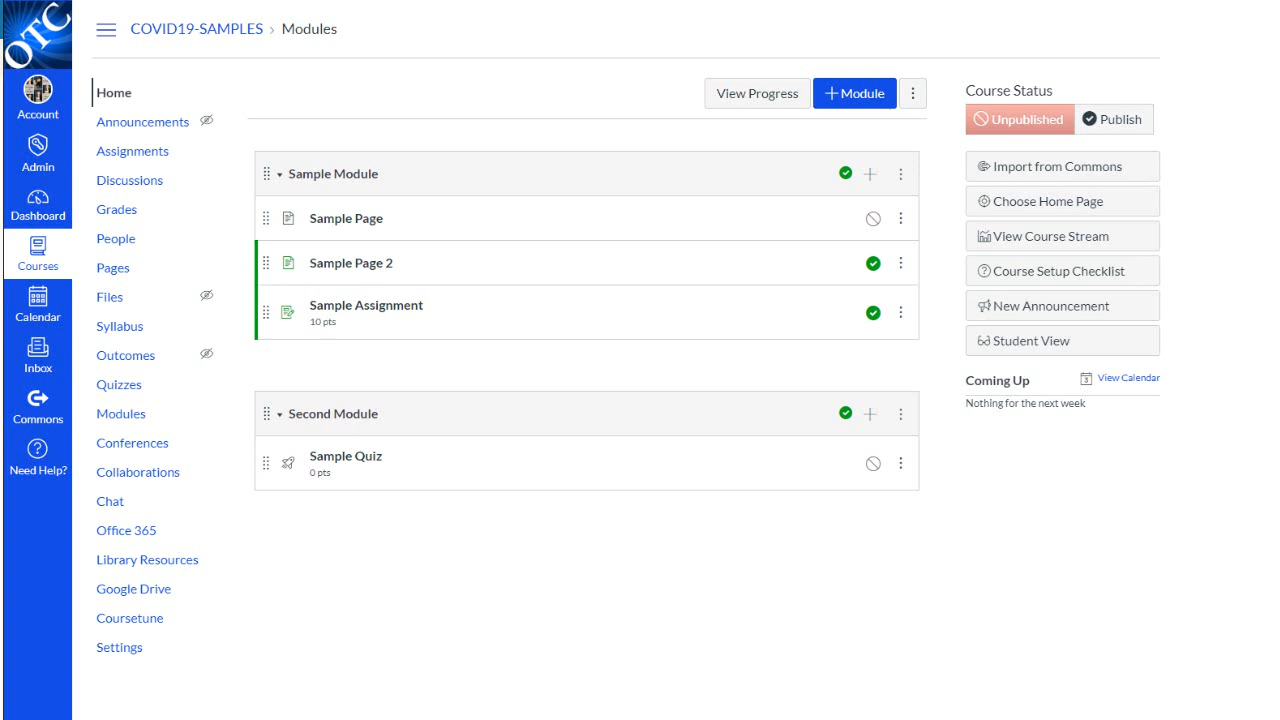 OTC
COVID19-SAMPLES › Modules
Account
Admin
Dashboard
Courses
Calendar
Inbox
Commons
Need Help?
Home
Announcements
Assignments
Discussions
Grades
People
Pages
Files
Syllabus
Outcomes
Quizzes
Modules
Conferences
Collaborations
Chat
Office 365
Library Resources
Google Drive
Coursetune
Settings
View Progress
+ Module
Sample Module
Sample Page
Sample Page 2
Sample Assignment
10 pts
Second Module
Sample Quiz
0 pts
Course Status
Unpublished Publish
Import from Commons
Choose Home Page
View Course Stream
Course Setup Checklist
New Announcement
Student View
Coming Up
3 View Calendar
Nothing for the next week